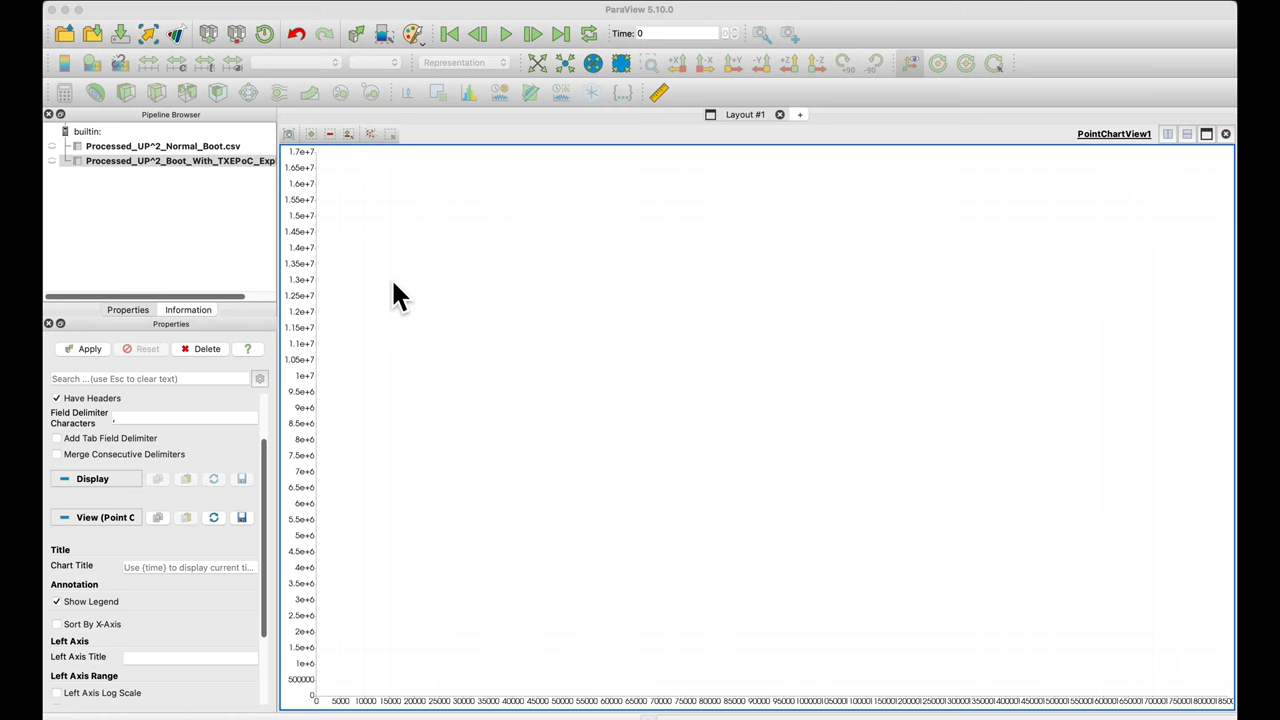 ParaView 5.10.0
Time: 0
Representation
Pipeline Browser
builtin:
Processed_UP^2_Normal_Boot.csv
Processed_UP^2_Boot_With_TXEPoC_Exp
Properties Information
Properties
Apply Reset Delete ?
Search ...(use Esc to clear text)
Have Headers
Field Delimiter
Characters ,
Add Tab Field Delimiter
Merge Consecutive Delimiters
Display
View (Point C
Title
Chart Title Use {time} to display current ti...
Annotation
Show Legend
Sort By X-Axis
Left Axis
Left Axis Title
Left Axis Range
Left Axis Log Scale
Layout #1 +
PointChartView1
1.7e+7
1.65e+7
1.6e+7
1.55e+7
1.5e+7
1.45e+7
1.4e+7
1.35e+7
1.3e+7
1.25e+7
1.2e+7
1.15e+7
1.1e+7
1.05e+7
1e+7
9.5e+6
9e+6
8.5e+6
8e+6
7.5e+6
7e+6
6.5e+6
6e+6
5.5e+6
5e+6
4.5e+6
4e+6
3.5e+6
3e+6
2.5e+6
2e+6
1.5e+6
1e+6
500000
0
0 5000 10000 15000 20000 25000 30000 35000 40000 45000 50000 55000 60000 65000 70000 75000 80000 85000 90000 95000